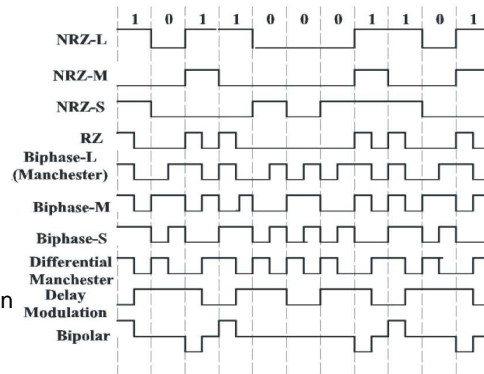 1 0 1 1 0 0 0 1 1 0 1
NRZ-L
NRZ-M
NRZ-S
RZ
Biphase-L
(Manchester)
Biphase-M
Biphase-S
Differential
Manchester
n
Delay
Modulation
Bipolar